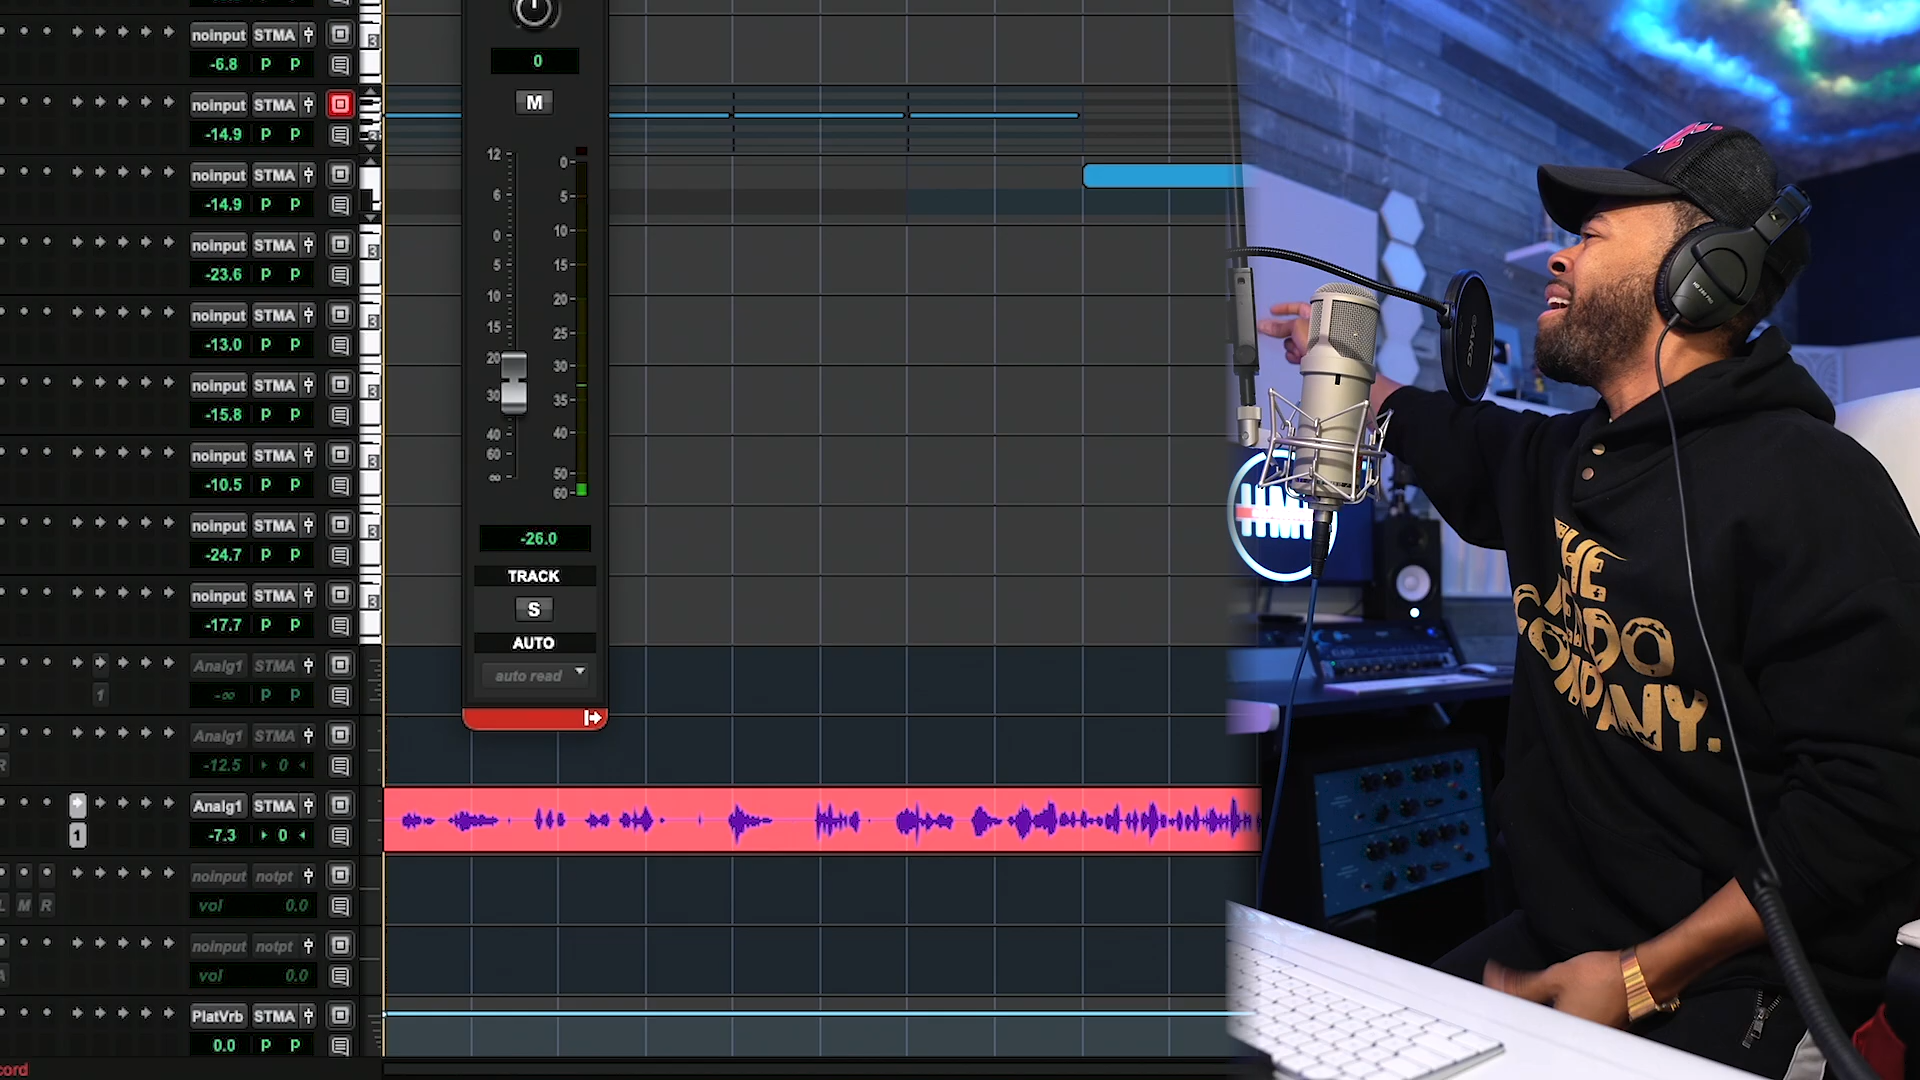 noinput STMA
-6.8 P P
noinput STMA
-14.9 P P
noinput STMA
-14.9 P P
noinput STMA
-23.6 P P
noinput STMA
-13.0 P P
noinput STMA
-15.8 P P
noinput STMA
-10.5 P P
noinput STMA
-24.7 P P
noinput STMA
-17.7 P P
Analg1 STMA
1 -∞ P P
Analg1 STMA
R -12.5 0
Analg1 STMA
1 -7.3 0
noinput notpt
L M R vol 0.0
noinput notpt
A vol 0.0
PlatVrb STMA
0.0 P P
cord
0
M
12
6
0
5
10
15
20
30
40
60
∞
0
5
10
15
20
25
30
35
40
50
60
-26.0
TRACK
S
AUTO
auto read
HM
THE
COMPANY.